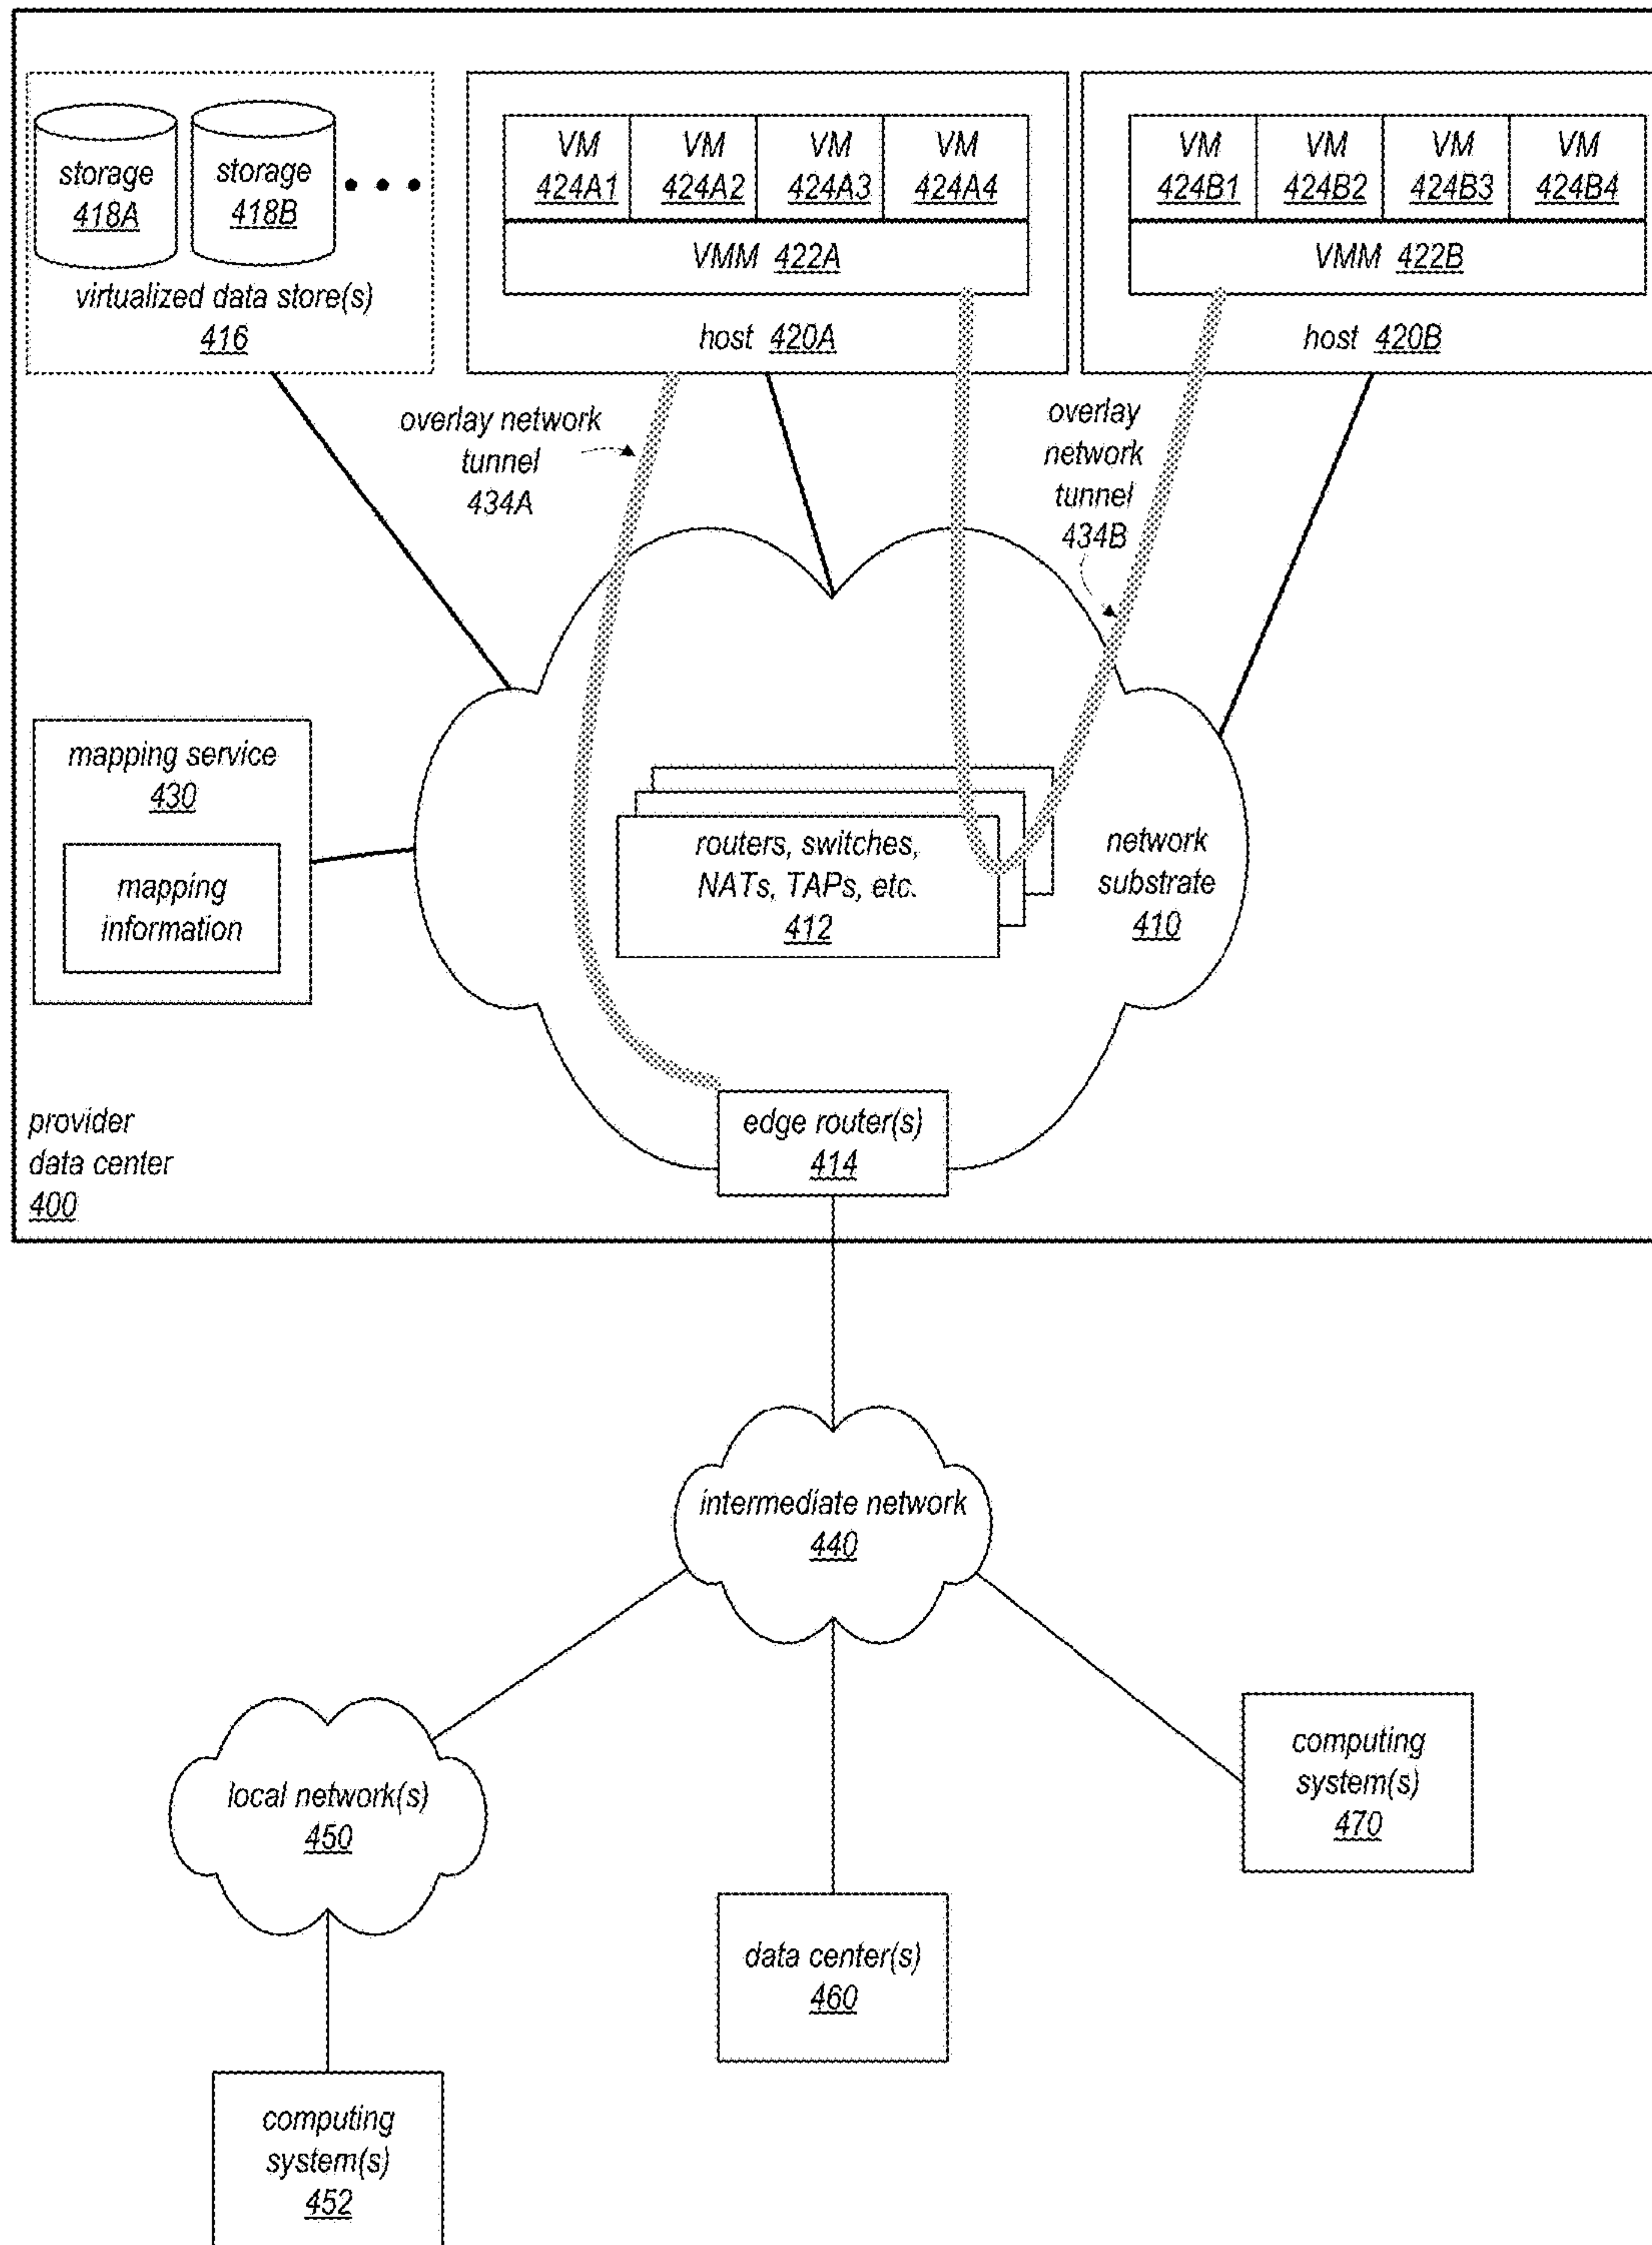 storage
418A
storage
418B
virtualized data store(s)
416
VM
424A1
VM
424A2
VM
424A3
VM
424A4
VMM 422A
host 420A
VM
424B1
VM
424B2
VM
424B3
VM
424B4
VMM 422B
host 420B
overlay network
tunnel
434A
overlay
network
tunnel
434B
mapping service
430
mapping
information
routers, switches,
NATs, TAPs, etc.
412
network
substrate
410
edge router(s)
414
provider
data center
400
intermediate network
440
local network(s)
450
computing
system(s)
470
data center(s)
460
computing
system(s)
452